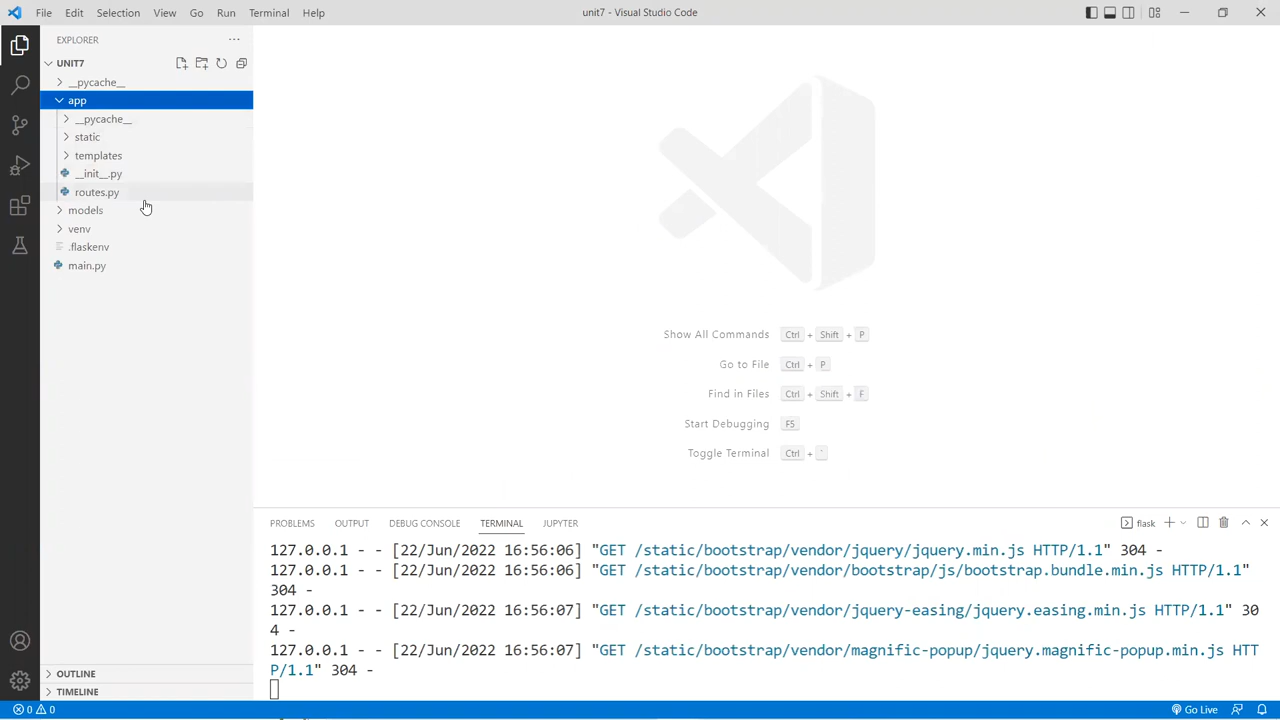 File Edit Selection View Go Run Terminal Help
unit7 - Visual Studio Code
EXPLORER
UNIT7
__pycache__
app
__pycache__
static
templates
__init__.py
routes.py
models
venv
.flaskenv
main.py
OUTLINE
TIMELINE
Show All Commands Ctrl + Shift + P
Go to File Ctrl + P
Find in Files Ctrl + Shift + F
Start Debugging F5
Toggle Terminal Ctrl + `
PROBLEMS OUTPUT DEBUG CONSOLE TERMINAL JUPYTER
flask
127.0.0.1 - - [22/Jun/2022 16:56:06] "GET /static/bootstrap/vendor/jquery/jquery.min.js HTTP/1.1" 304 -
127.0.0.1 - - [22/Jun/2022 16:56:06] "GET /static/bootstrap/vendor/bootstrap/js/bootstrap.bundle.min.js HTTP/1.1"
304 -
127.0.0.1 - - [22/Jun/2022 16:56:07] "GET /static/bootstrap/vendor/jquery-easing/jquery.easing.min.js HTTP/1.1" 30
4 -
127.0.0.1 - - [22/Jun/2022 16:56:07] "GET /static/bootstrap/vendor/magnific-popup/jquery.magnific-popup.min.js HTT
P/1.1" 304 -
0 0
Go Live